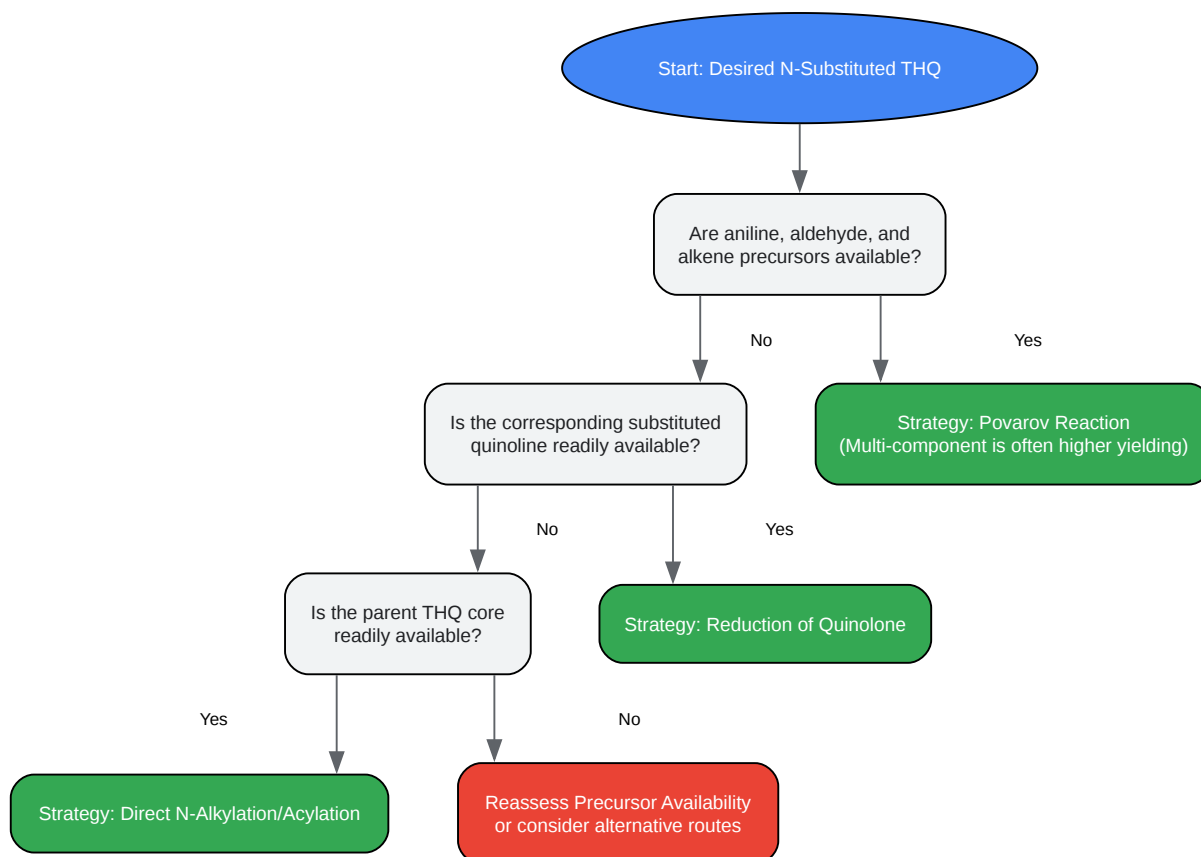 Start: Desired N-Substituted THQ
Are aniline, aldehyde, and
alkene precursors available?
No
Yes
Is the corresponding substituted
quinoline readily available?
Strategy: Povarov Reaction
(Multi-component is often higher yielding)
No
Yes
Is the parent THQ core
readily available?
Strategy: Reduction of Quinolone
Yes
No
Strategy: Direct N-Alkylation/Acylation
Reassess Precursor Availability
or consider alternative routes